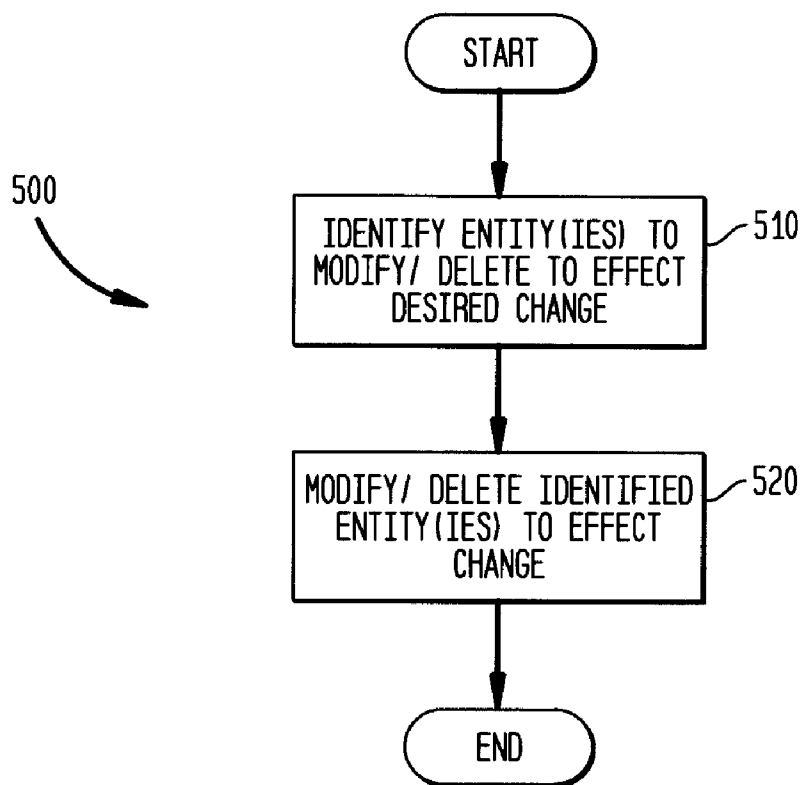 START
500
IDENTIFY ENTITY(IES) TO
MODIFY/ DELETE TO EFFECT
DESIRED CHANGE
510
MODIFY/ DELETE IDENTIFIED
ENTITY(IES) TO EFFECT
CHANGE
520
END